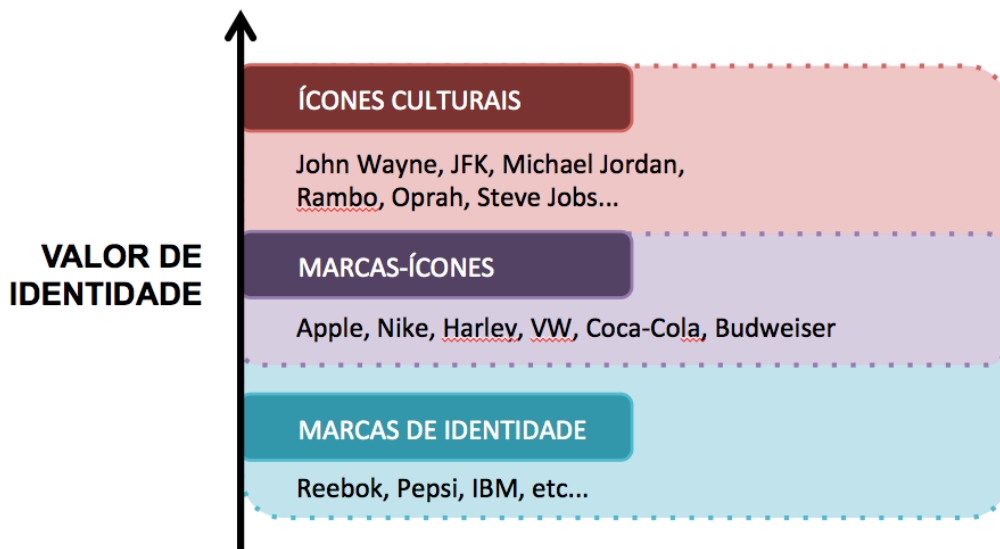 ÍCONES CULTURAIS
John Wayne, JFK, Michael Jordan,
Rambo, Oprah, Steve Jobs...
VALOR DE
IDENTIDADE
MARCAS-ÍCONES
Apple, Nike, Harley, VW, Coca-Cola, Budweiser
MARCAS DE IDENTIDADE
Reebok, Pepsi, IBM, etc...